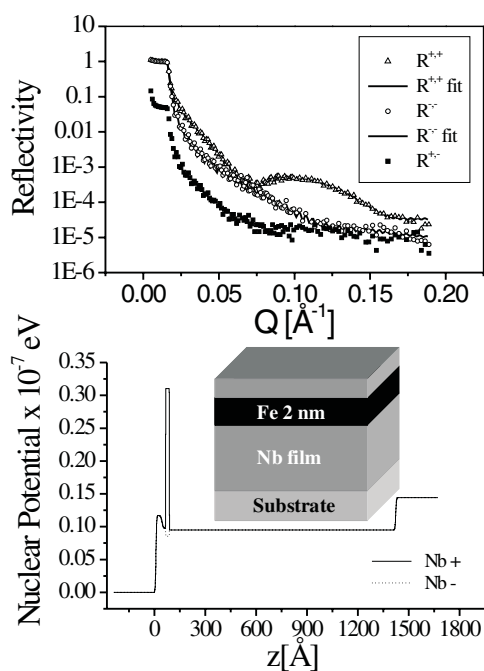 1
0.1
0.01
1E-3
1E-4
1E-5
1E-6
Reflectivity
R+,+
R+,+ fit
R-,-
R-,- fit
R+,-
0.00 0.05 0.10 0.15 0.20
Q [Å-1]
0.35
0.30
0.25
0.20
0.15
0.10
0.05
0.00
Nuclear Potential x 10-7 eV
Fe 2 nm
Nb film
Substrate
Nb +
Nb -
0 300 600 900 1200 1500 1800
z[Å]